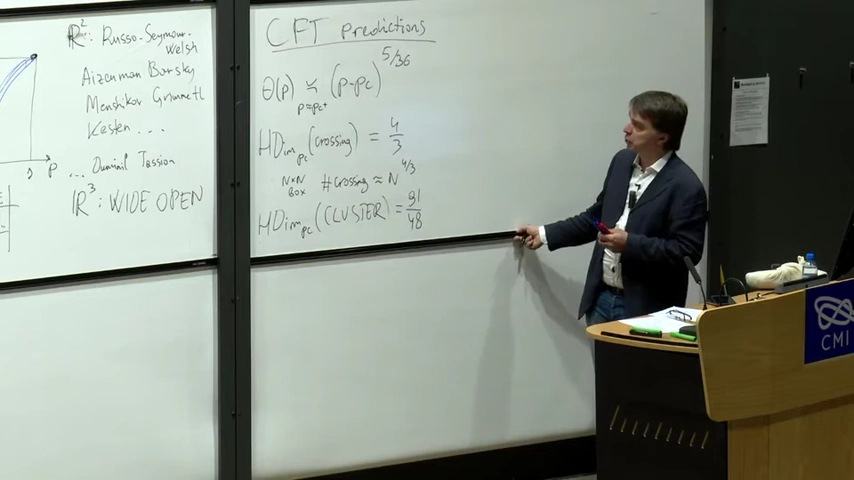 R²: Russo-Seymour-
Welsh
Aizenman Barsky
Menshikov Grimmett
Kesten ...
... Duminil Tassion
R³: WIDE OPEN
p
CFT predictions
θ(p) ≍ (p-pc)^5/36
p≈pc+
HDim_pc(crossing) = 4/3
N×N # crossing ≈ N^4/3
BOX
HDim_pc(CLUSTER) = 91/48
CMI